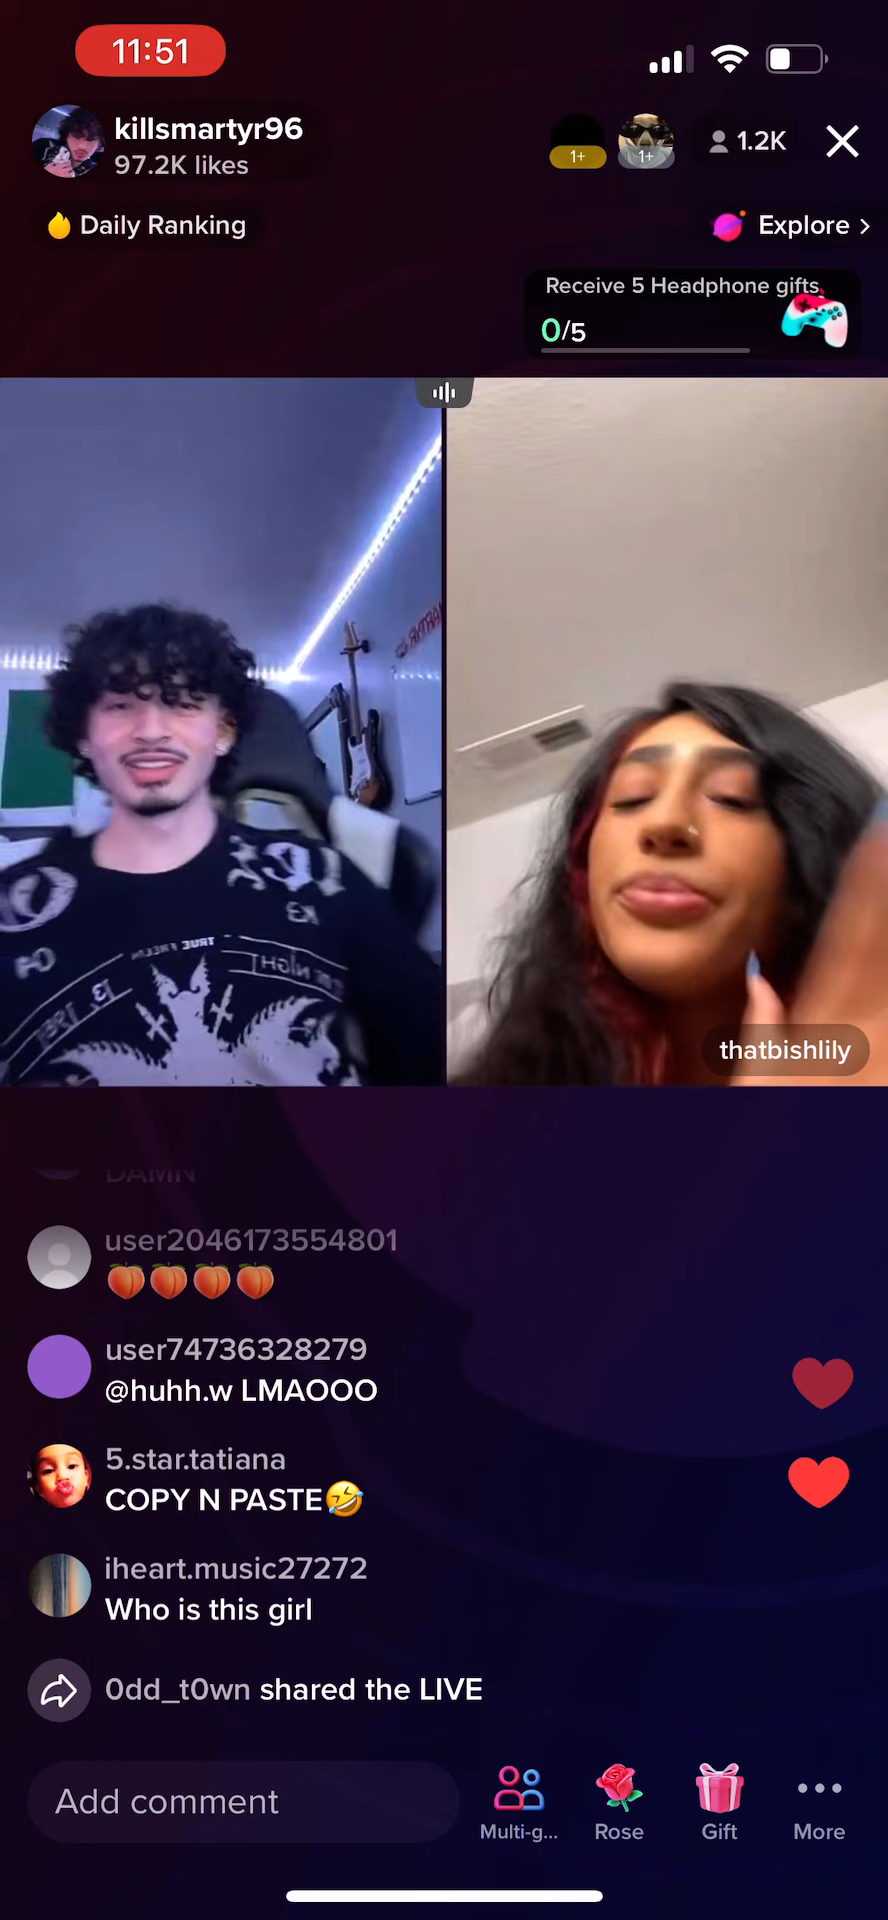 11:51
killsmartyr96
97.2K likes
1+
1+
1.2K
Daily Ranking
Explore >
Receive 5 Headphone gifts
0/5
thatbishlily
DAMN
user2046173554801
🍑🍑🍑🍑
user74736328279
@huhh.w LMAOOO
5.star.tatiana
COPY N PASTE🤣
iheart.music27272
Who is this girl
0dd_t0wn shared the LIVE
Add comment
Multi-g...
Rose
Gift
More